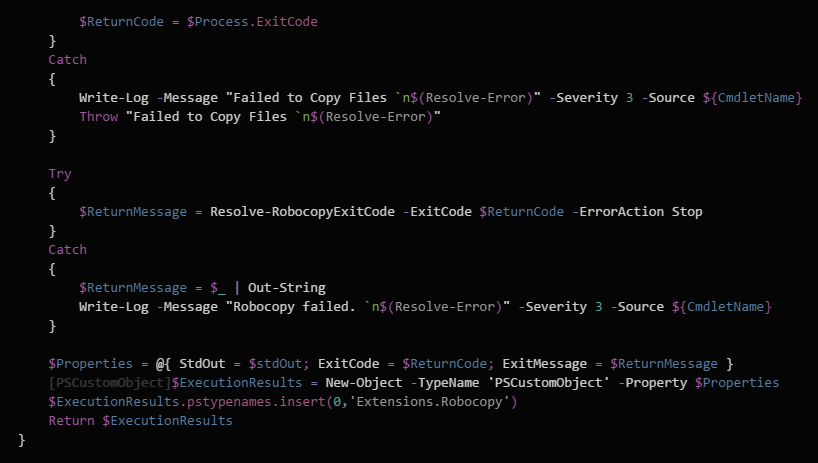 $ReturnCode = $Process.ExitCode
}
Catch
{
Write-Log -Message "Failed to Copy Files `n$(Resolve-Error)" -Severity 3 -Source ${CmdletName}
Throw "Failed to Copy Files `n$(Resolve-Error)"
}
Try
{
$ReturnMessage = Resolve-RobocopyExitCode -ExitCode $ReturnCode -ErrorAction Stop
}
Catch
{
$ReturnMessage = $_ | Out-String
Write-Log -Message "Robocopy failed. `n$(Resolve-Error)" -Severity 3 -Source ${CmdletName}
}
$Properties = @{ StdOut = $stdOut; ExitCode = $ReturnCode; ExitMessage = $ReturnMessage }
[PSCustomObject]$ExecutionResults = New-Object -TypeName 'PSCustomObject' -Property $Properties
$ExecutionResults.pstypenames.insert(0,'Extensions.Robocopy')
Return $ExecutionResults
}